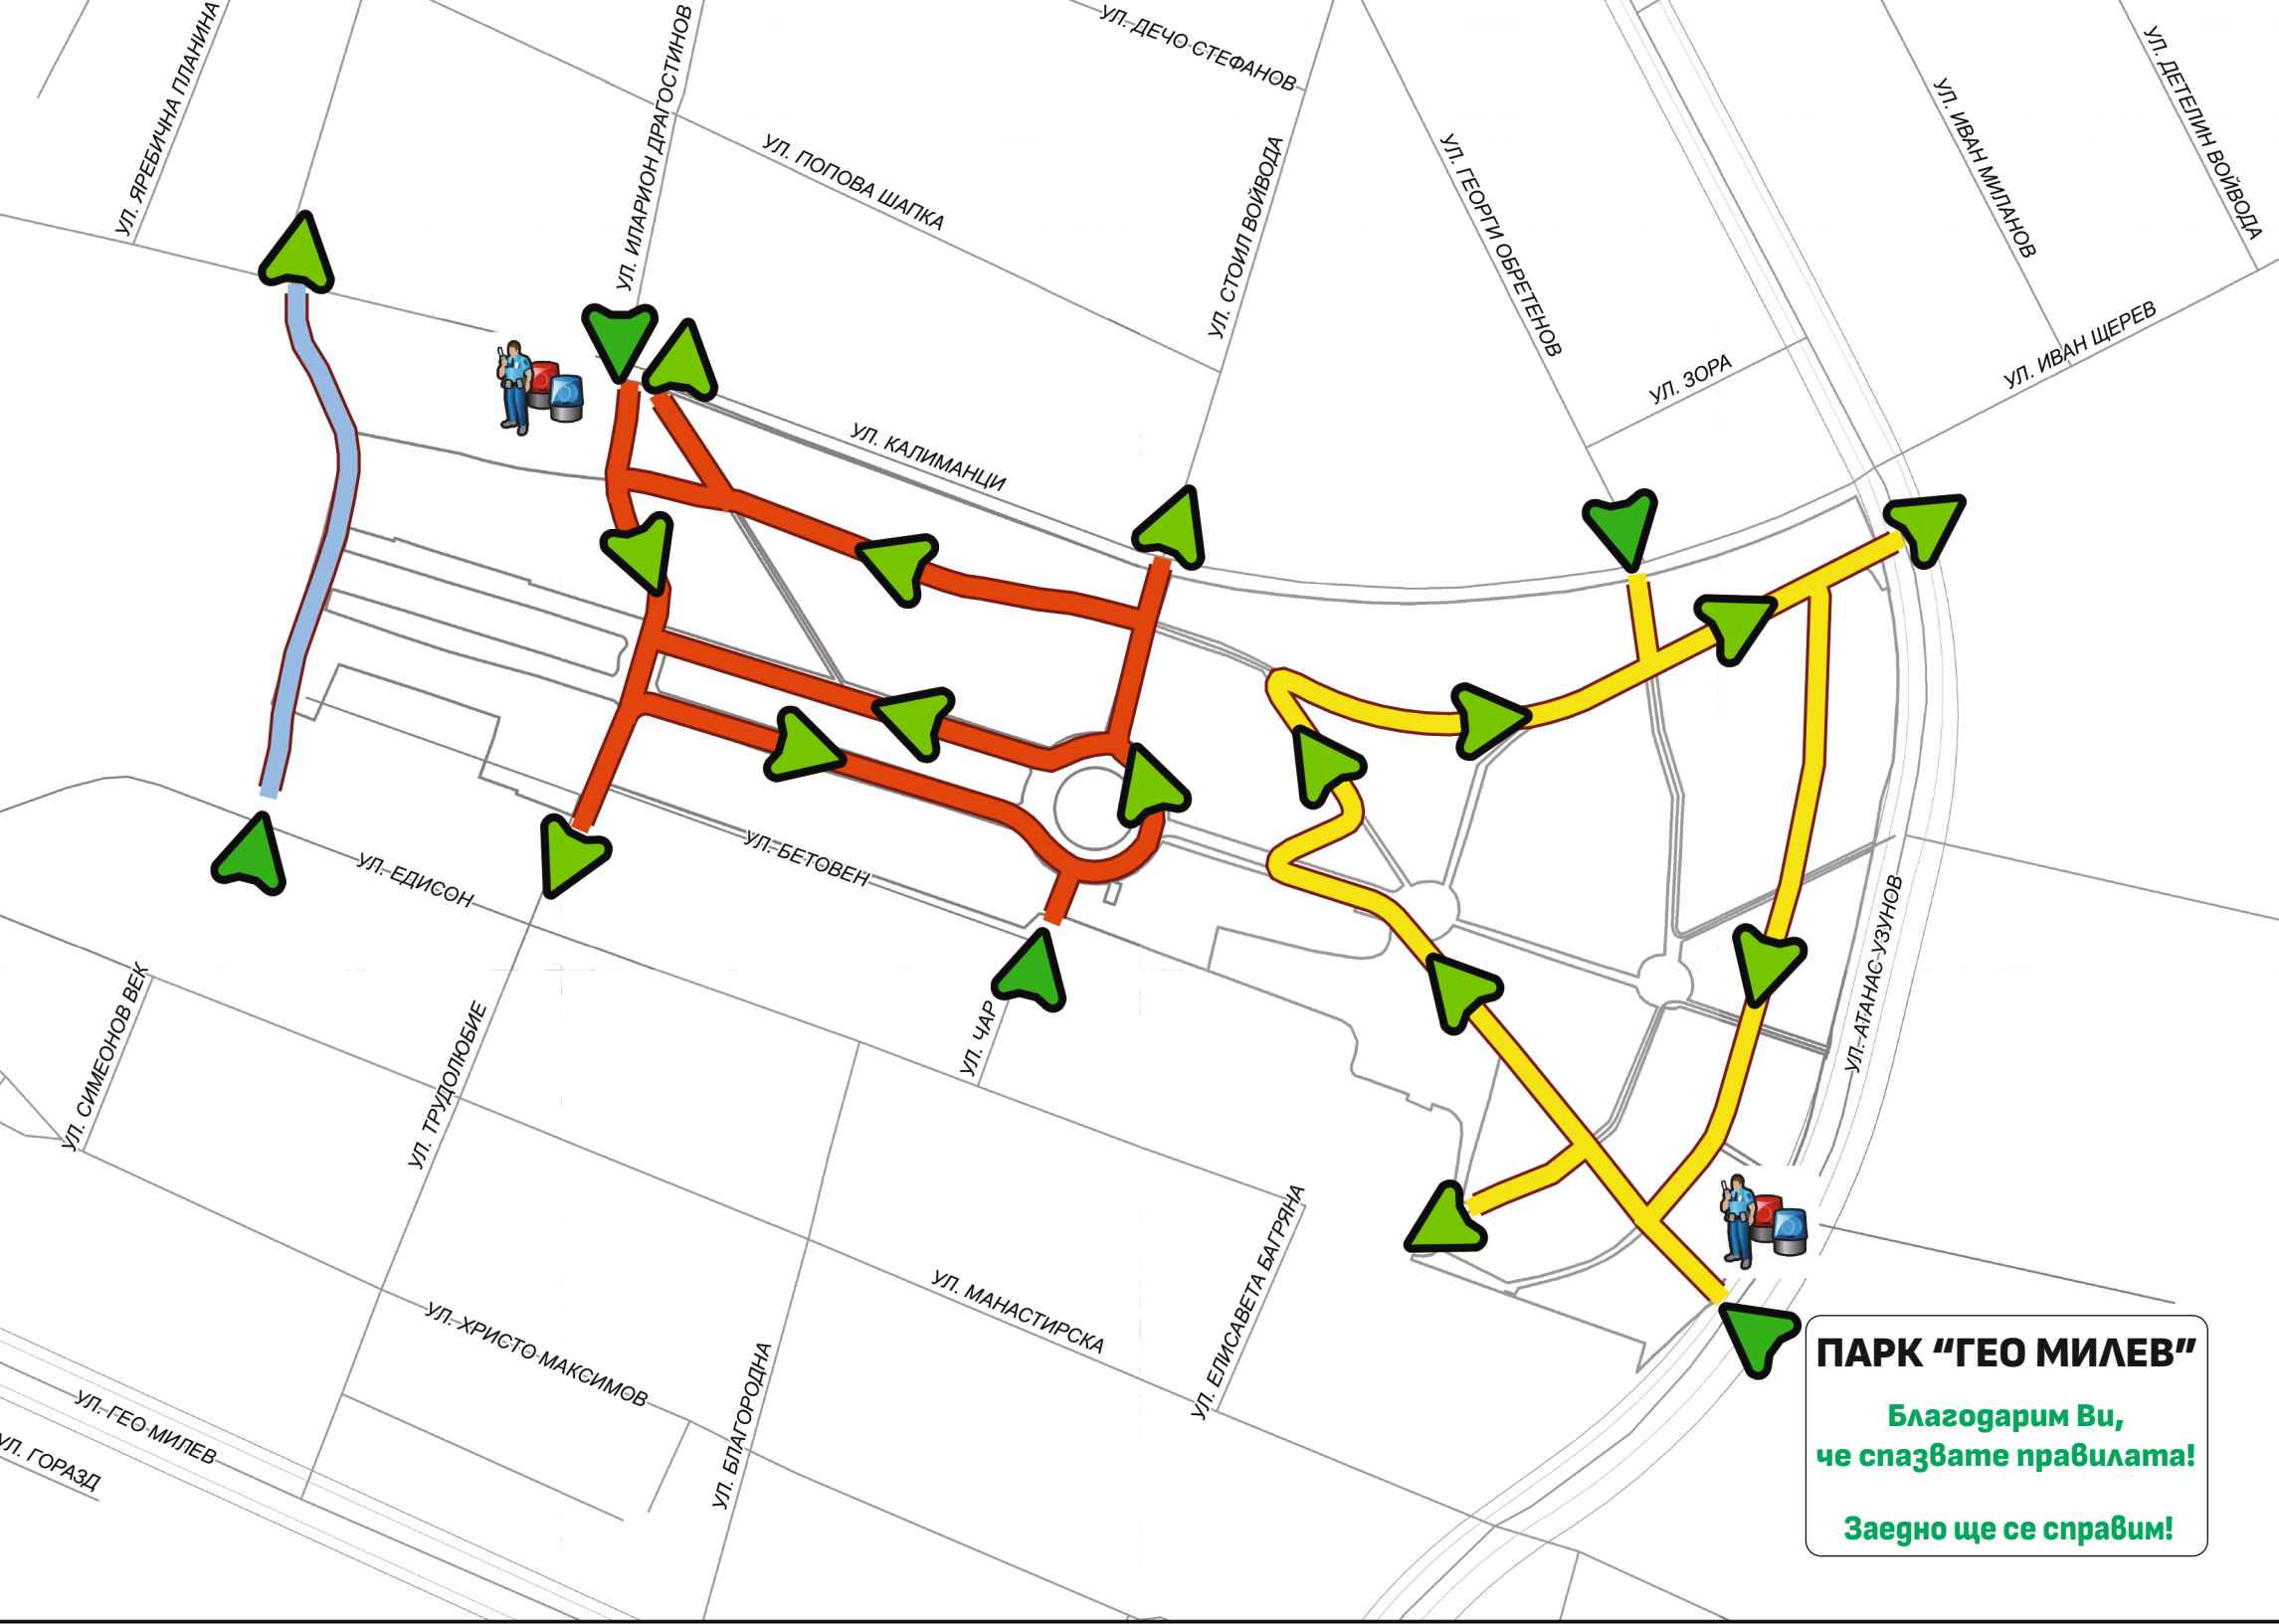 УЛ. ЯРЕБИЧНА ПЛАНИНА
УЛ. ИЛАРИОН ДРАГОСТИНОВ
УЛ. ДЕЧО СТЕФАНОВ
УЛ. ПОПОВА ШАПКА
УЛ. СТОИЛ ВОЙВОДА
УЛ. ГЕОРГИ ОБРЕТЕНОВ
УЛ. ИВАН МИЛАНОВ
УЛ. ДЕТЕЛИН ВОЙВОДА
УЛ. ЗОРА
УЛ. ИВАН ЩЕРЕВ
УЛ. КАЛИМАНЦИ
УЛ. ЕДИСОН
УЛ. БЕТОВЕН
УЛ. АТАНАС УЗУНОВ
УЛ. СИМЕОНОВ ВЕК
УЛ. ТРУДОЛЮБИЕ
УЛ. ЧАР
УЛ. ХРИСТО МАКСИМОВ
УЛ. МАНАСТИРСКА
УЛ. ЕЛИСАВЕТА БАГРЯНА
УЛ. БЛАГОРОДНА
УЛ. ГЕО МИЛЕВ
УЛ. ГОРАЗД
ПАРК “ГЕО МИЛЕВ”
Благодарим Ви,
че спазвате правилата!
Заедно ще се справим!